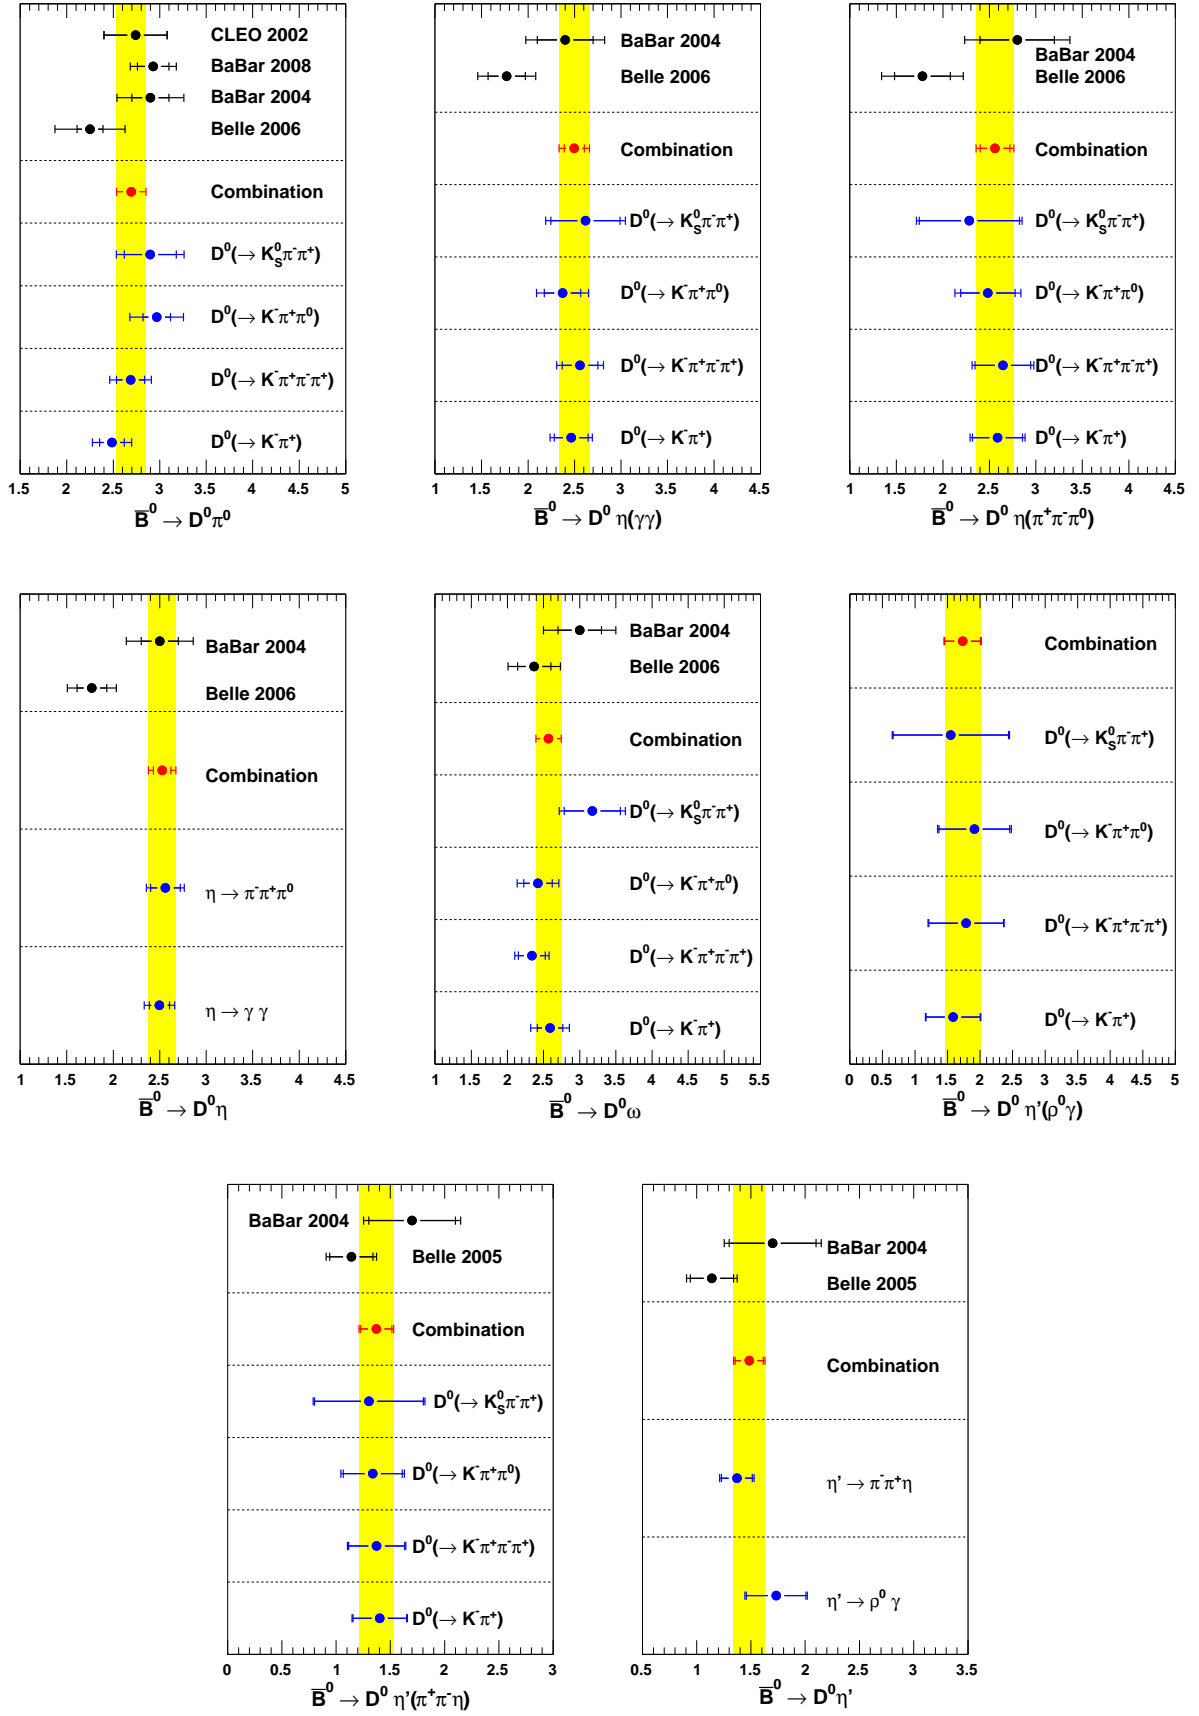 CLEO 2002
BaBar 2008
BaBar 2004
Belle 2006
Combination
D⁰(→ K⁰_Sπ⁻π⁺)
D⁰(→ K⁻π⁺π⁰)
D⁰(→ K⁻π⁺π⁻π⁺)
D⁰(→ K⁻π⁺)
1.5 2 2.5 3 3.5 4 4.5 5
B̅⁰ → D⁰π⁰
BaBar 2004
Belle 2006
Combination
D⁰(→ K⁰_Sπ⁻π⁺)
D⁰(→ K⁻π⁺π⁰)
D⁰(→ K⁻π⁺π⁻π⁺)
D⁰(→ K⁻π⁺)
1 1.5 2 2.5 3 3.5 4 4.5
B̅⁰ → D⁰ η(γγ)
BaBar 2004
Belle 2006
Combination
D⁰(→ K⁰_Sπ⁻π⁺)
D⁰(→ K⁻π⁺π⁰)
D⁰(→ K⁻π⁺π⁻π⁺)
D⁰(→ K⁻π⁺)
1 1.5 2 2.5 3 3.5 4 4.5
B̅⁰ → D⁰ η(π⁺π⁻π⁰)
BaBar 2004
Belle 2006
Combination
η → π⁻π⁺π⁰
η → γ γ
1 1.5 2 2.5 3 3.5 4 4.5
B̅⁰ → D⁰η
BaBar 2004
Belle 2006
Combination
D⁰(→ K⁰_Sπ⁻π⁺)
D⁰(→ K⁻π⁺π⁰)
D⁰(→ K⁻π⁺π⁻π⁺)
D⁰(→ K⁻π⁺)
1 1.5 2 2.5 3 3.5 4 4.5 5 5.5
B̅⁰ → D⁰ω
Combination
D⁰(→ K⁰_Sπ⁻π⁺)
D⁰(→ K⁻π⁺π⁰)
D⁰(→ K⁻π⁺π⁻π⁺)
D⁰(→ K⁻π⁺)
0 0.5 1 1.5 2 2.5 3 3.5 4 4.5 5
B̅⁰ → D⁰ η’(ρ⁰γ)
BaBar 2004
Belle 2005
Combination
D⁰(→ K⁰_Sπ⁻π⁺)
D⁰(→ K⁻π⁺π⁰)
D⁰(→ K⁻π⁺π⁻π⁺)
D⁰(→ K⁻π⁺)
0 0.5 1 1.5 2 2.5 3
B̅⁰ → D⁰ η’(π⁺π⁻η)
BaBar 2004
Belle 2005
Combination
η’ → π⁻π⁺η
η’ → ρ⁰ γ
0.5 1 1.5 2 2.5 3 3.5
B̅⁰ → D⁰η’